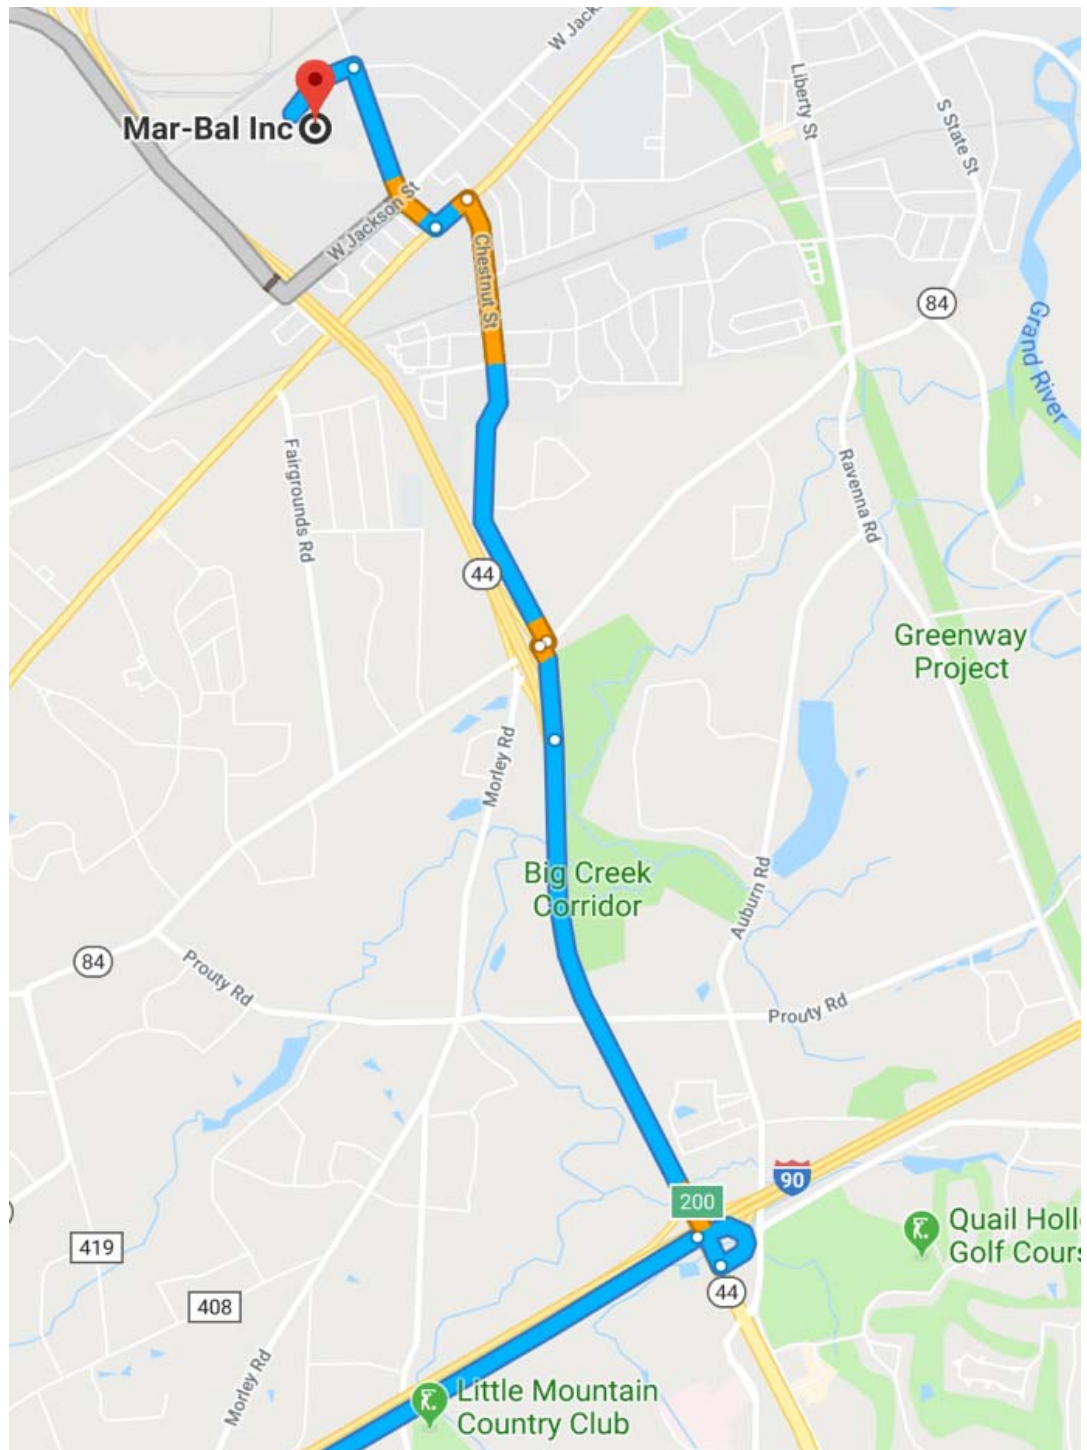 W Jack
Liberty St
S State St
Mar-Bal Inc
W Jackson St
Chestnut St
84
Grand River
Fairgrounds Rd
Ravenna Rd
44
Greenway
Project
Morley Rd
Big Creek
Corridor
Auburn Rd
84
Prouty Rd
Prouty Rd
90
200
Quail Holl
Golf Cours
419
44
408
Morley Rd
Little Mountain
Country Club